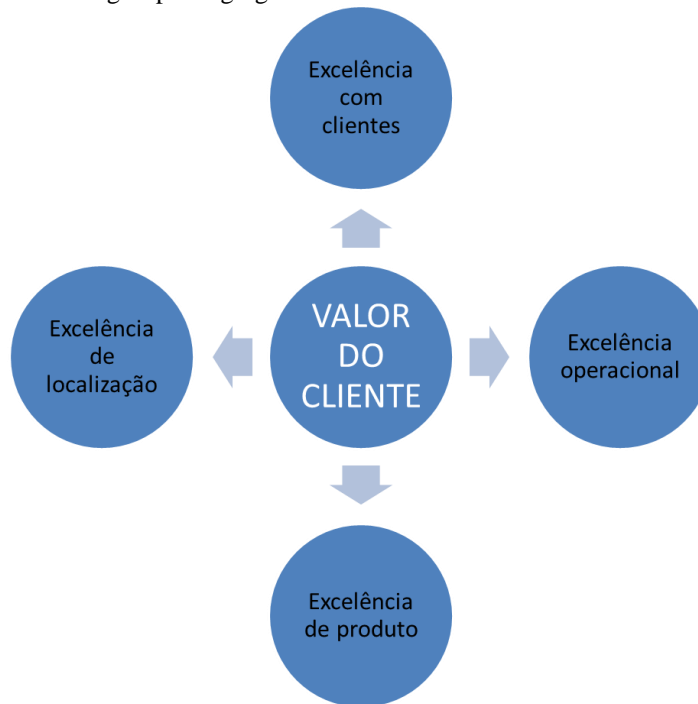 Excelência
com
clientes
Excelência
de
localização
VALOR
DO
CLIENTE
Excelência
operacional
Excelência
de produto